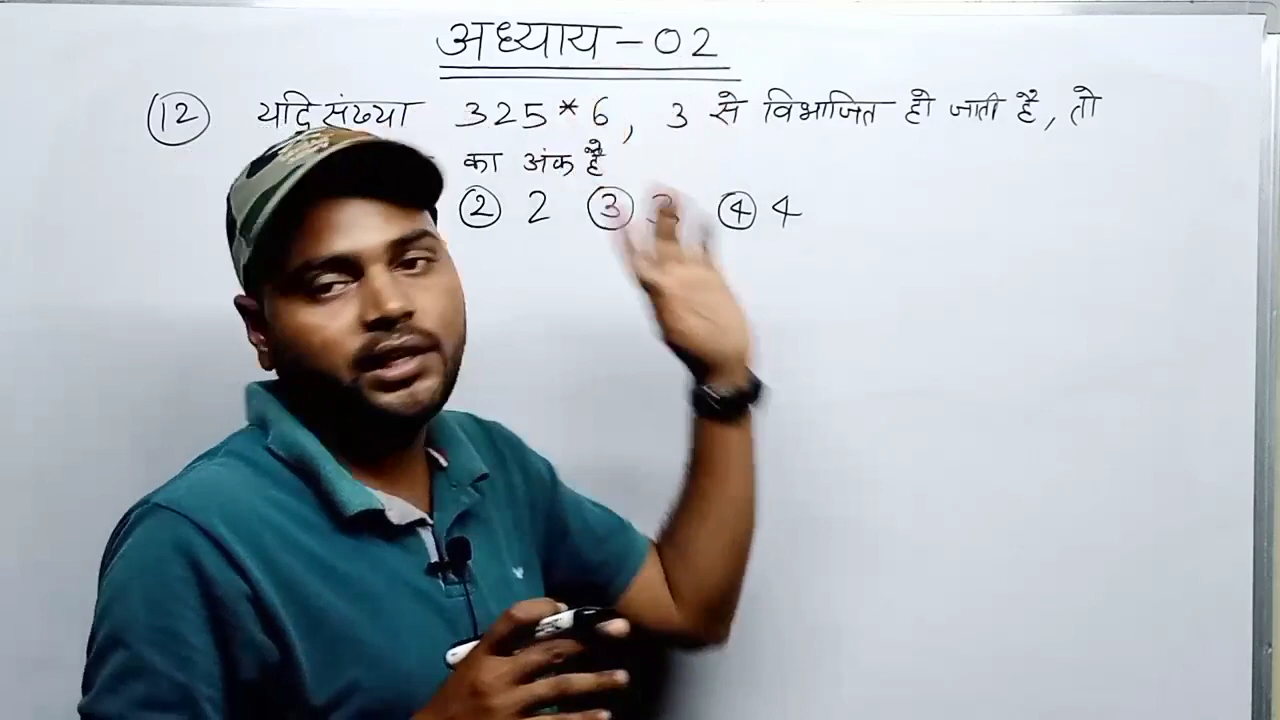 अध्याय - 02
(12) यदि संख्या 325*6, 3 से विभाजित हो जाती है, तो
का अंक है
(2) 2 (3) 3 (4) 4